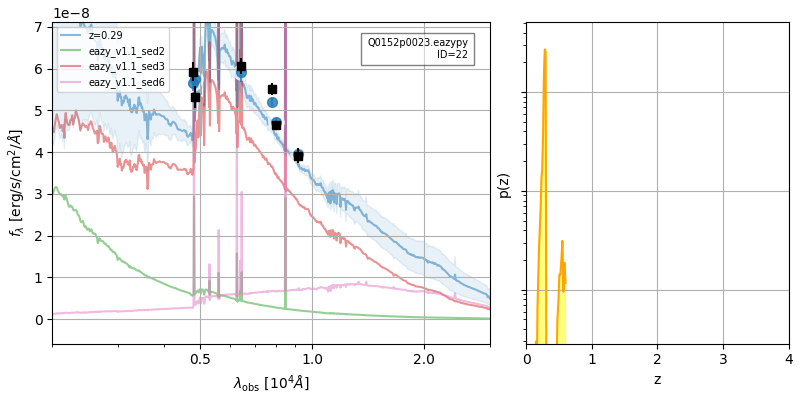 1e−8
z=0.29
eazy_v1.1_sed2
eazy_v1.1_sed3
eazy_v1.1_sed6
Q0152p0023.eazypy
ID=22
7
6
5
4
3
2
1
0
f_λ [erg/s/cm²/Å]
0.5
1.0
2.0
λ_obs [10⁴Å]
p(z)
0
1
2
3
4
z